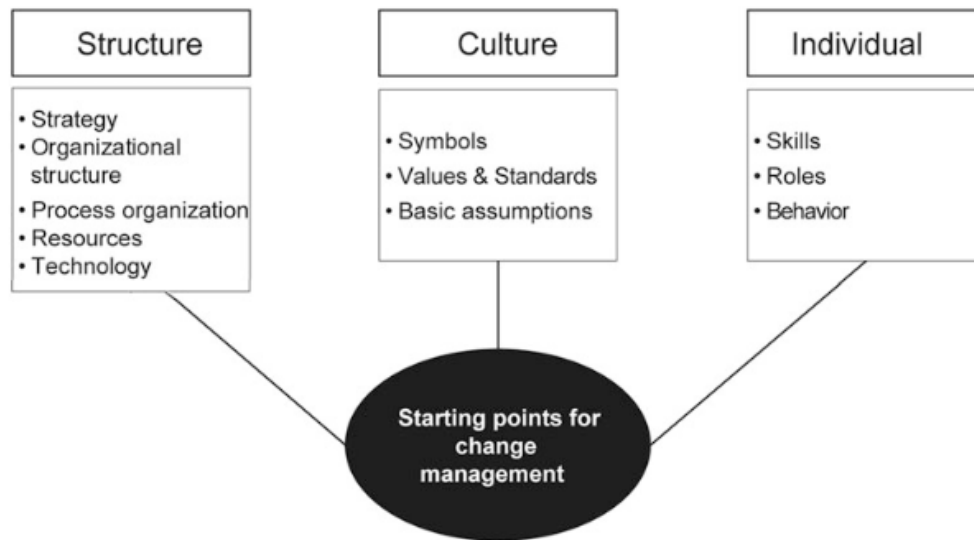 Structure
• Strategy
• Organizational
structure
• Process organization
• Resources
• Technology
Culture
• Symbols
• Values & Standards
• Basic assumptions
Individual
• Skills
• Roles
• Behavior
Starting points for
change
management